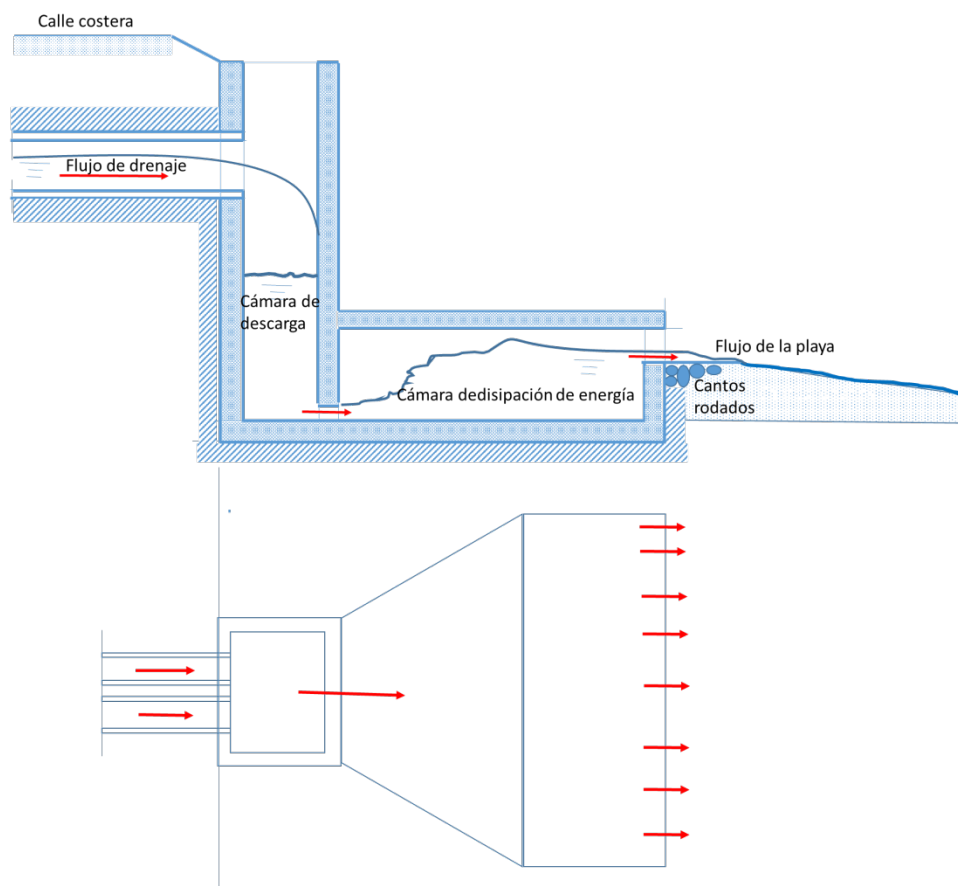 Calle costera
Flujo de drenaje
Cámara de
descarga
Flujo de la playa
Cámara dedisipación de energía
Cantos
rodados